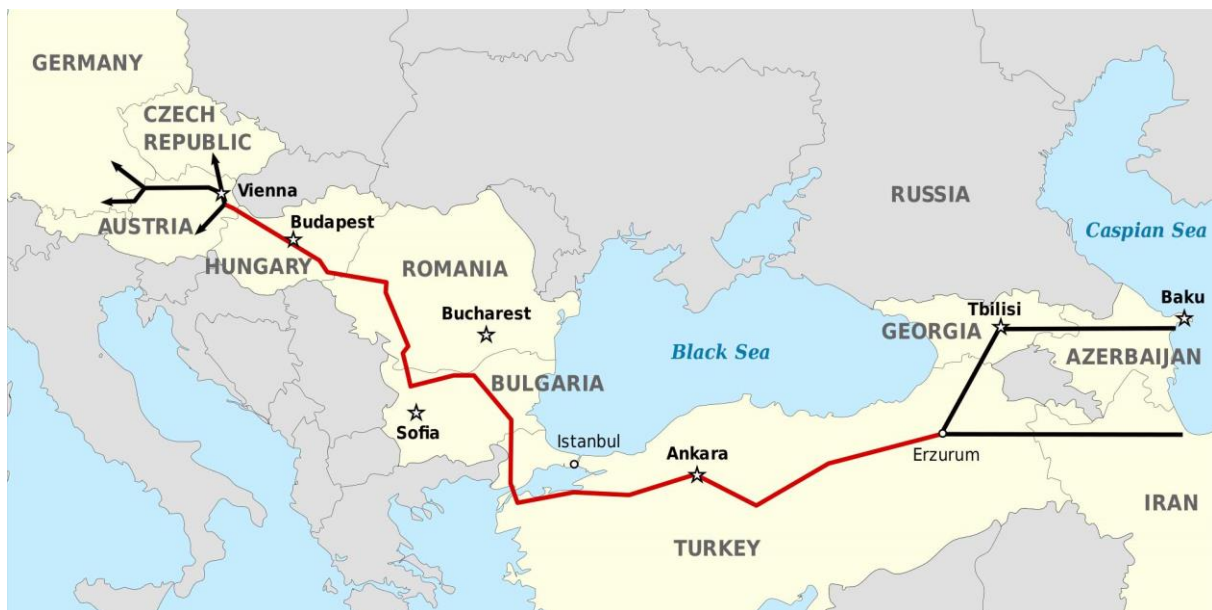 GERMANY
CZECH
REPUBLIC
Vienna
AUSTRIA
Budapest
HUNGARY
ROMANIA
Bucharest
BULGARIA
Sofia
Istanbul
Ankara
TURKEY
Black Sea
RUSSIA
Caspian Sea
Tbilisi
GEORGIA
Baku
AZERBAIJAN
Erzurum
IRAN